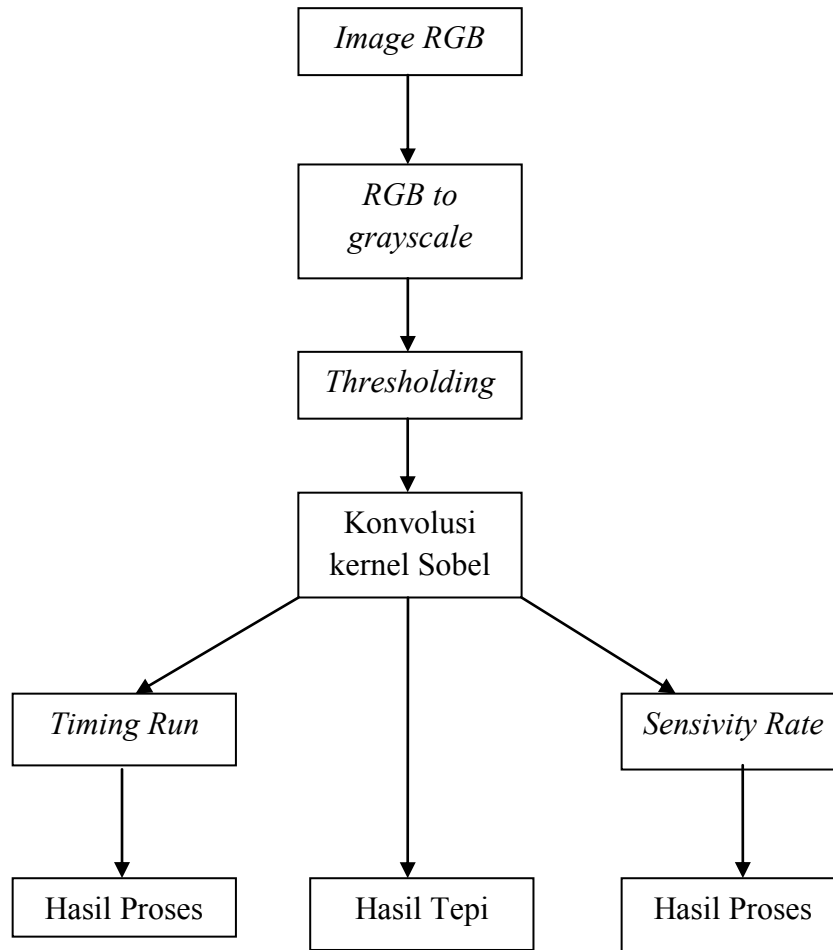 Image RGB
RGB to
grayscale
Thresholding
Konvolusi
kernel Sobel
Timing Run
Sensivity Rate
Hasil Proses
Hasil Tepi
Hasil Proses